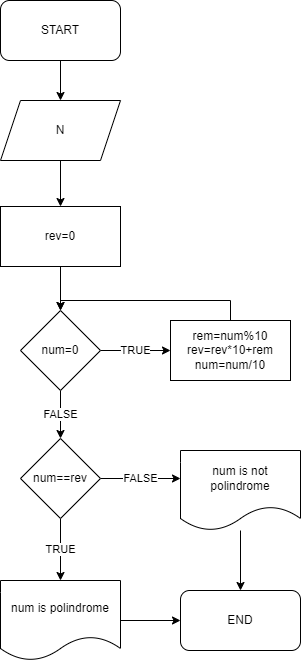 START
N
rev=0
num=0
TRUE
rem=num%10
rev=rev*10+rem
num=num/10
FALSE
num==rev
FALSE
num is not
polindrome
TRUE
num is polindrome
END